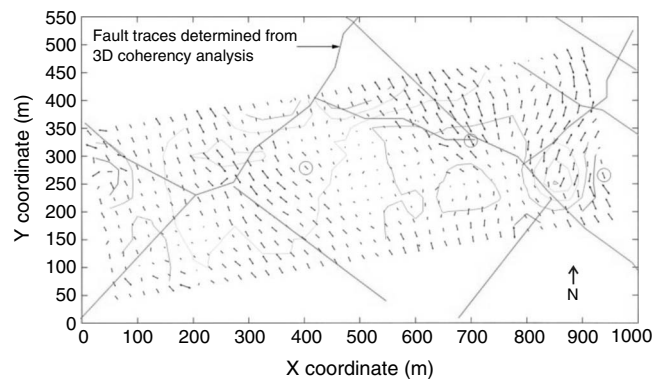 550
500
450
400
350
300
250
200
150
100
50
0
Y coordinate (m)
Fault traces determined from
3D coherency analysis
N
0 100 200 300 400 500 600 700 800 900 1000
X coordinate (m)